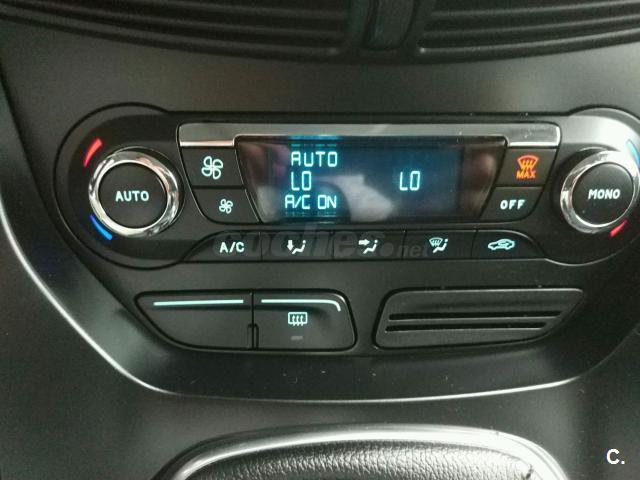 AUTO
LO LO
A/C ON
AUTO
MAX
OFF
MONO
A/C
coches.net
C.